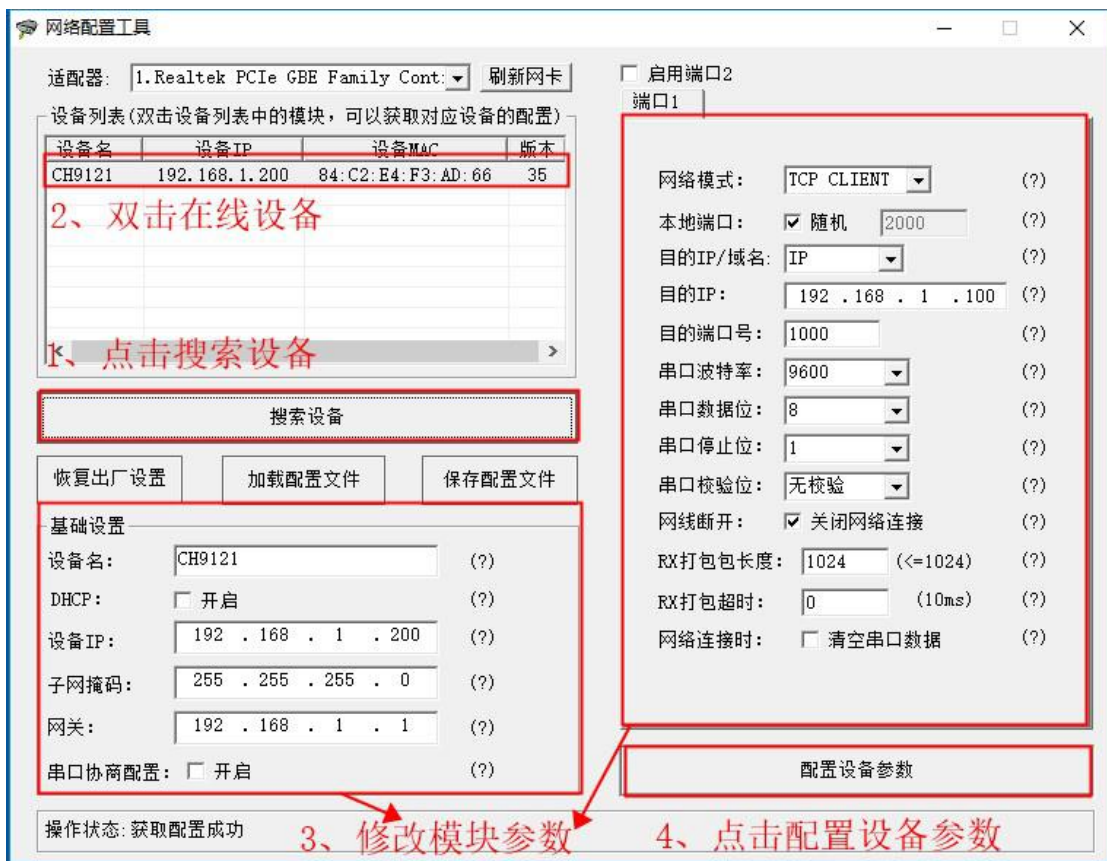 网络配置工具
适配器: 1.Realtek PCIe GBE Family Cont: 刷新网卡
设备列表(双击设备列表中的模块，可以获取对应设备的配置)
设备名 设备IP 设备MAC 版本
CH9121 192.168.1.200 84:C2:E4:F3:AD:66 35
2、双击在线设备
1、点击搜索设备
搜索设备
恢复出厂设置 加载配置文件 保存配置文件
基础设置
设备名: CH9121 (?)
DHCP: 开启 (?)
设备IP: 192 . 168 . 1 . 200 (?)
子网掩码: 255 . 255 . 255 . 0 (?)
网关: 192 . 168 . 1 . 1 (?)
串口协商配置: 开启 (?)
启用端口2
端口1
网络模式: TCP CLIENT (?)
本地端口: 随机 2000 (?)
目的IP/域名: IP (?)
目的IP: 192 .168 . 1 .100 (?)
目的端口号: 1000 (?)
串口波特率: 9600 (?)
串口数据位: 8 (?)
串口停止位: 1 (?)
串口校验位: 无校验 (?)
网线断开: 关闭网络连接 (?)
RX打包包长度: 1024 (<=1024) (?)
RX打包超时: 0 (10ms) (?)
网络连接时: 清空串口数据 (?)
配置设备参数
操作状态:获取配置成功
3、修改模块参数
4、点击配置设备参数